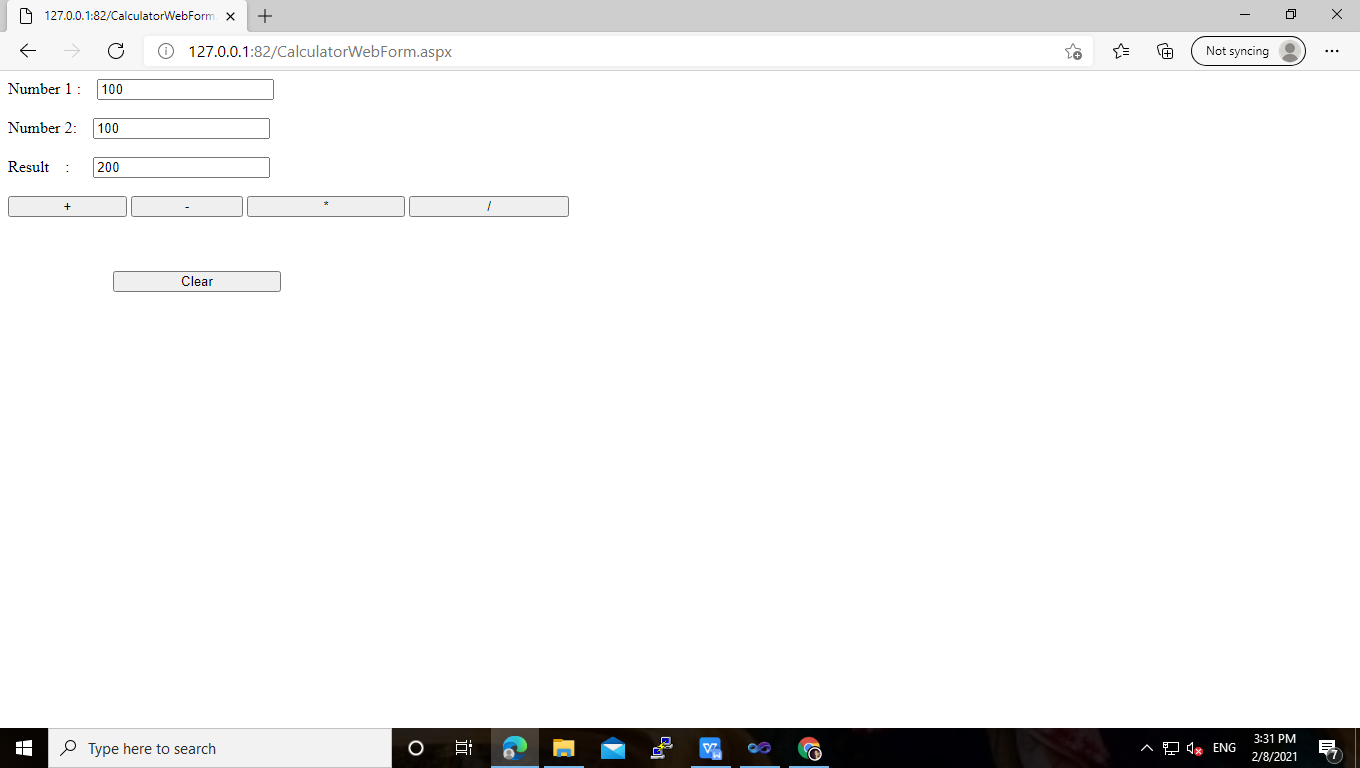 127.0.0.1:82/CalculatorWebForm.
127.0.0.1:82/CalculatorWebForm.aspx
Not syncing
Number 1 : 100
Number 2: 100
Result : 200
+ - * /
Clear
Type here to search
ENG
3:31 PM
2/8/2021
7